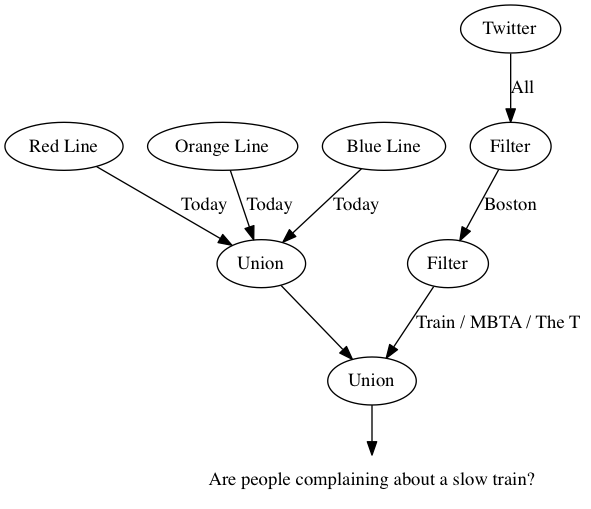 Twitter
All
Red Line
Orange Line
Blue Line
Filter
Today
Today
Today
Boston
Union
Filter
Train / MBTA / The T
Union
Are people complaining about a slow train?